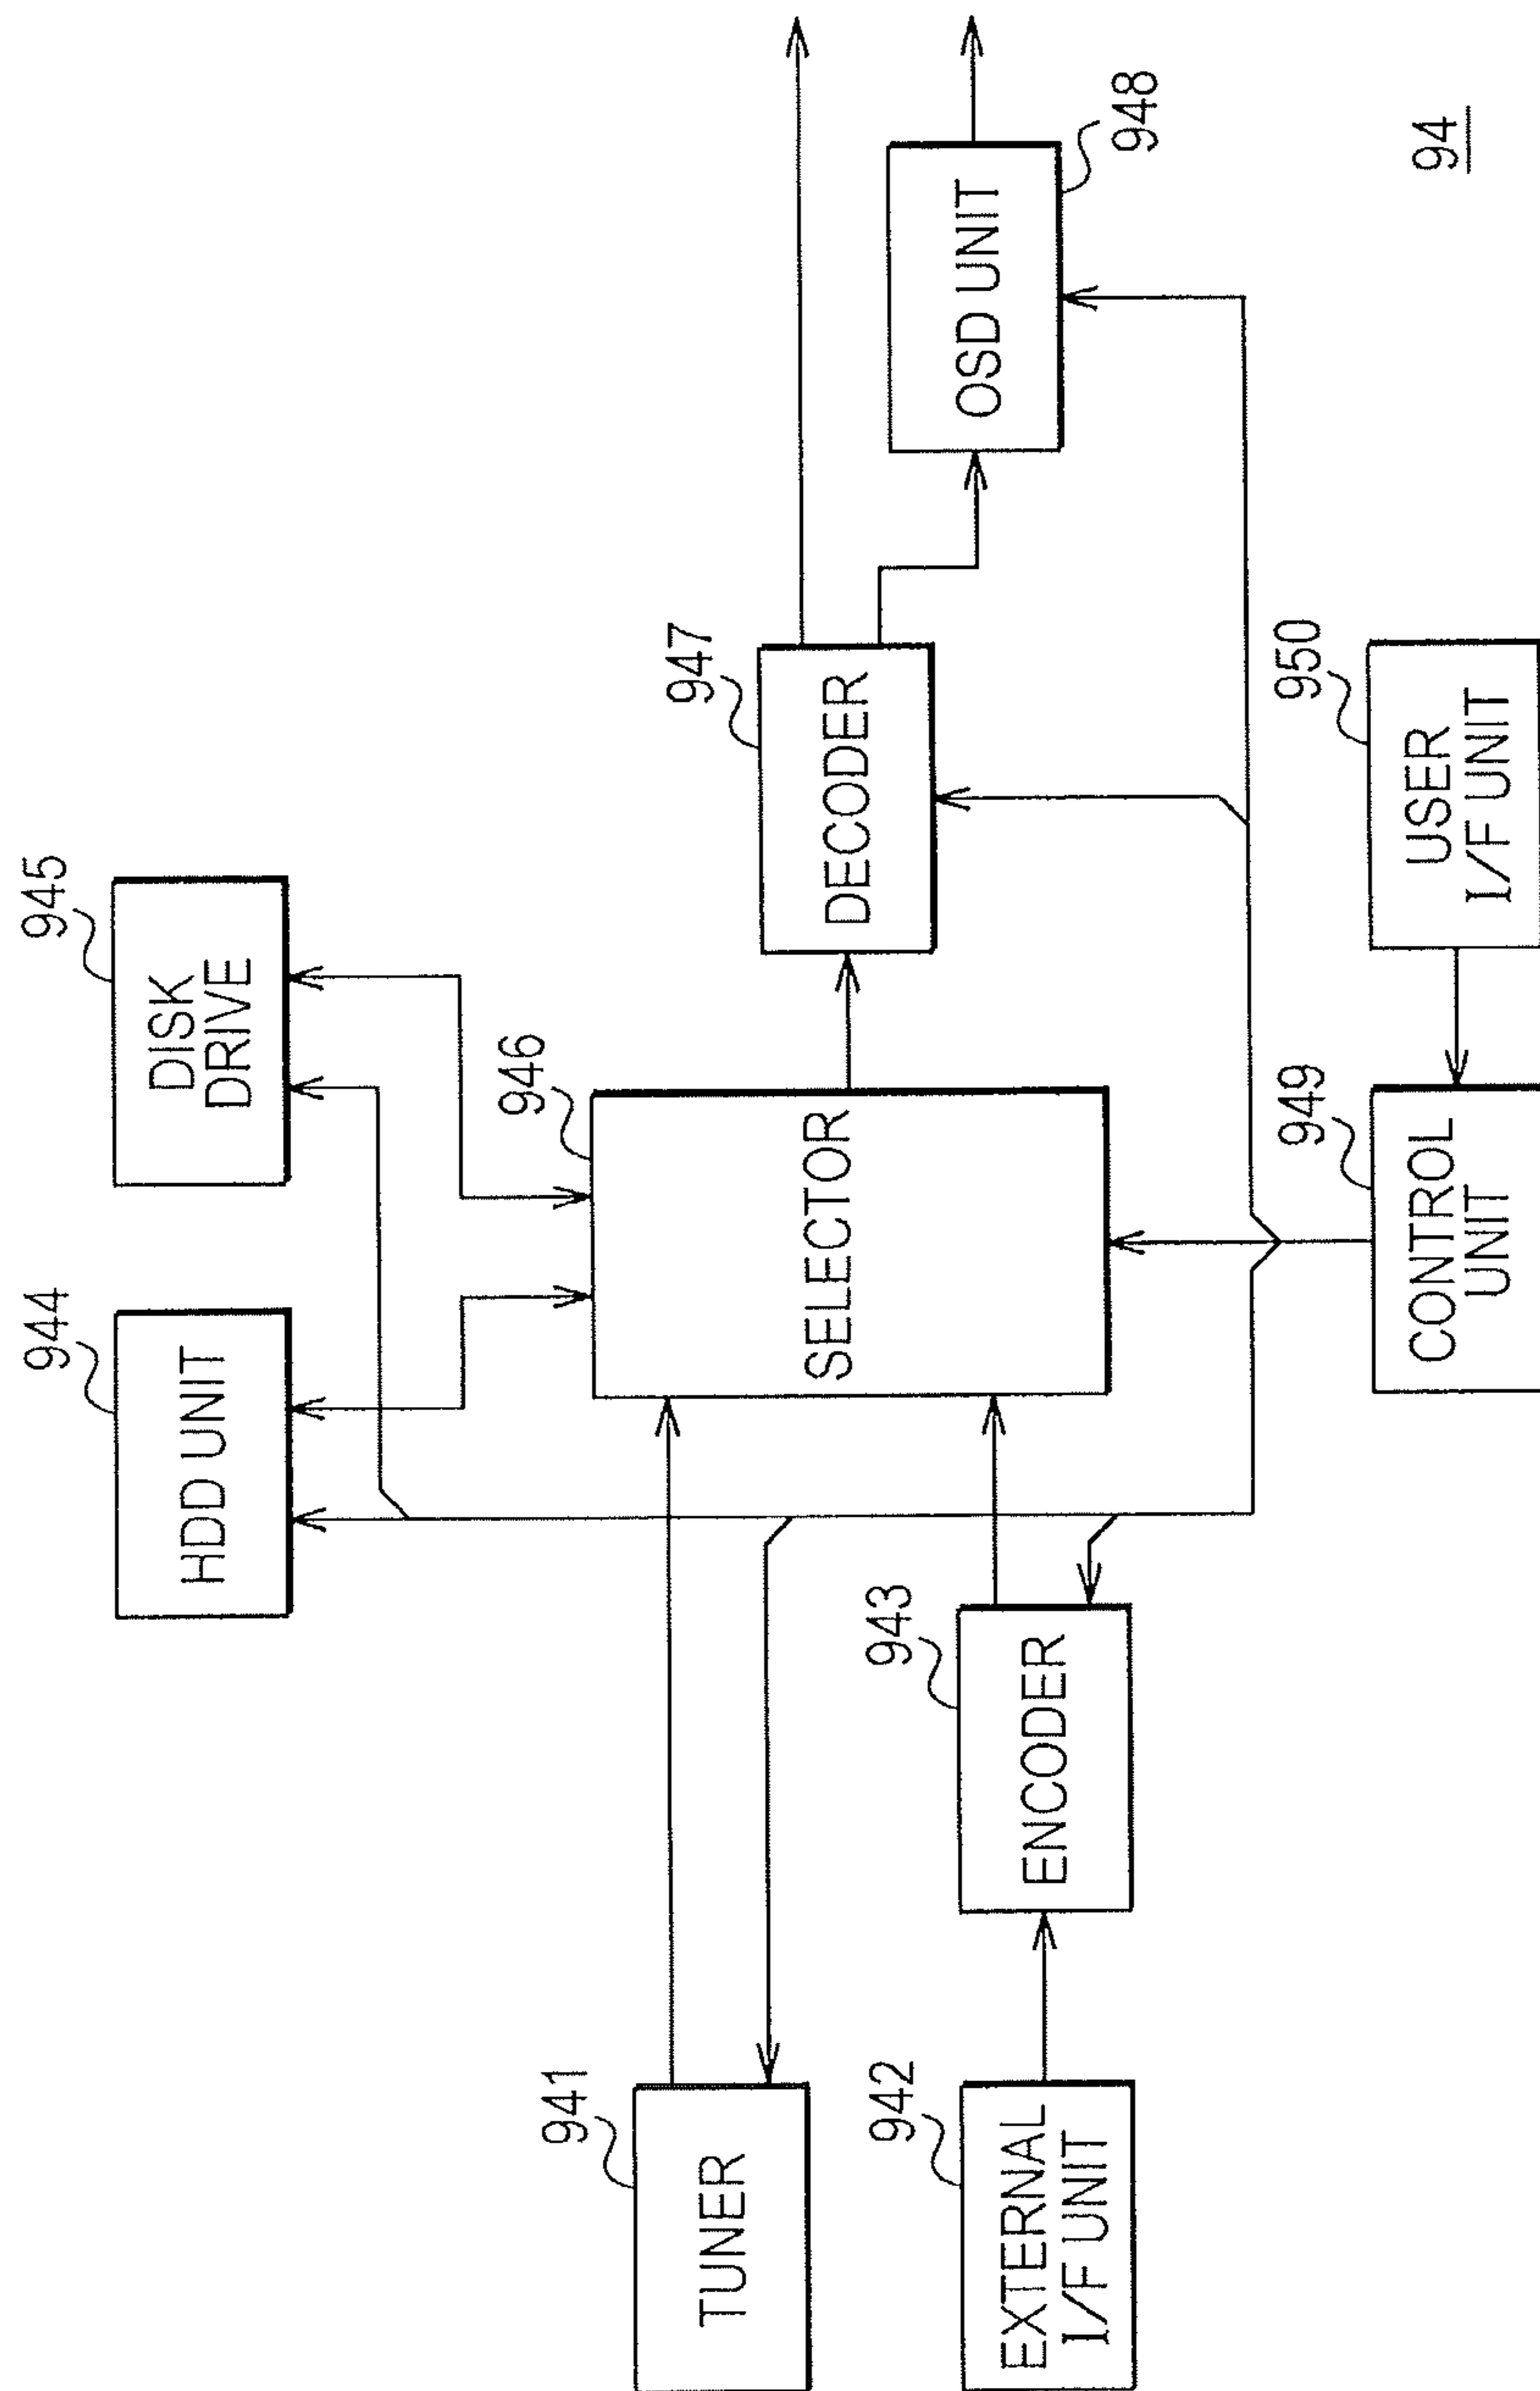 944
HDD UNIT
945
DISK
DRIVE
941
TUNER
946
SELECTOR
947
DECODER
942
EXTERNAL
I/F UNIT
943
ENCODER
OSD UNIT
948
949
CONTROL
UNIT
950
USER
I/F UNIT
94